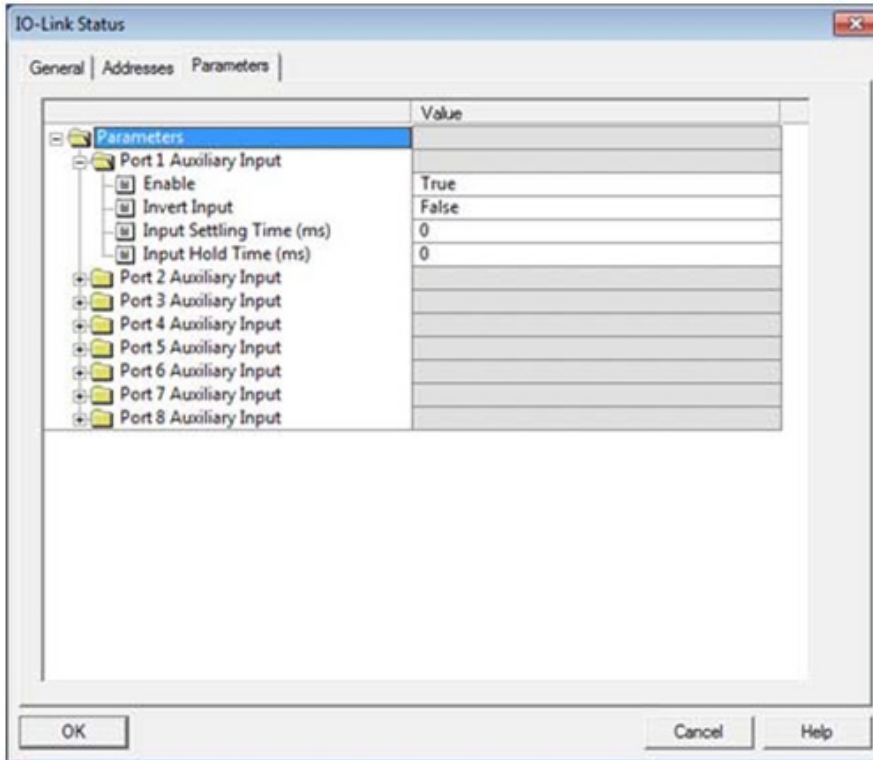 IO-Link Status
General Addresses Parameters
Value
Parameters
Port 1 Auxiliary Input
Enable True
Invert Input False
Input Settling Time (ms) 0
Input Hold Time (ms) 0
Port 2 Auxiliary Input
Port 3 Auxiliary Input
Port 4 Auxiliary Input
Port 5 Auxiliary Input
Port 6 Auxiliary Input
Port 7 Auxiliary Input
Port 8 Auxiliary Input
OK Cancel Help